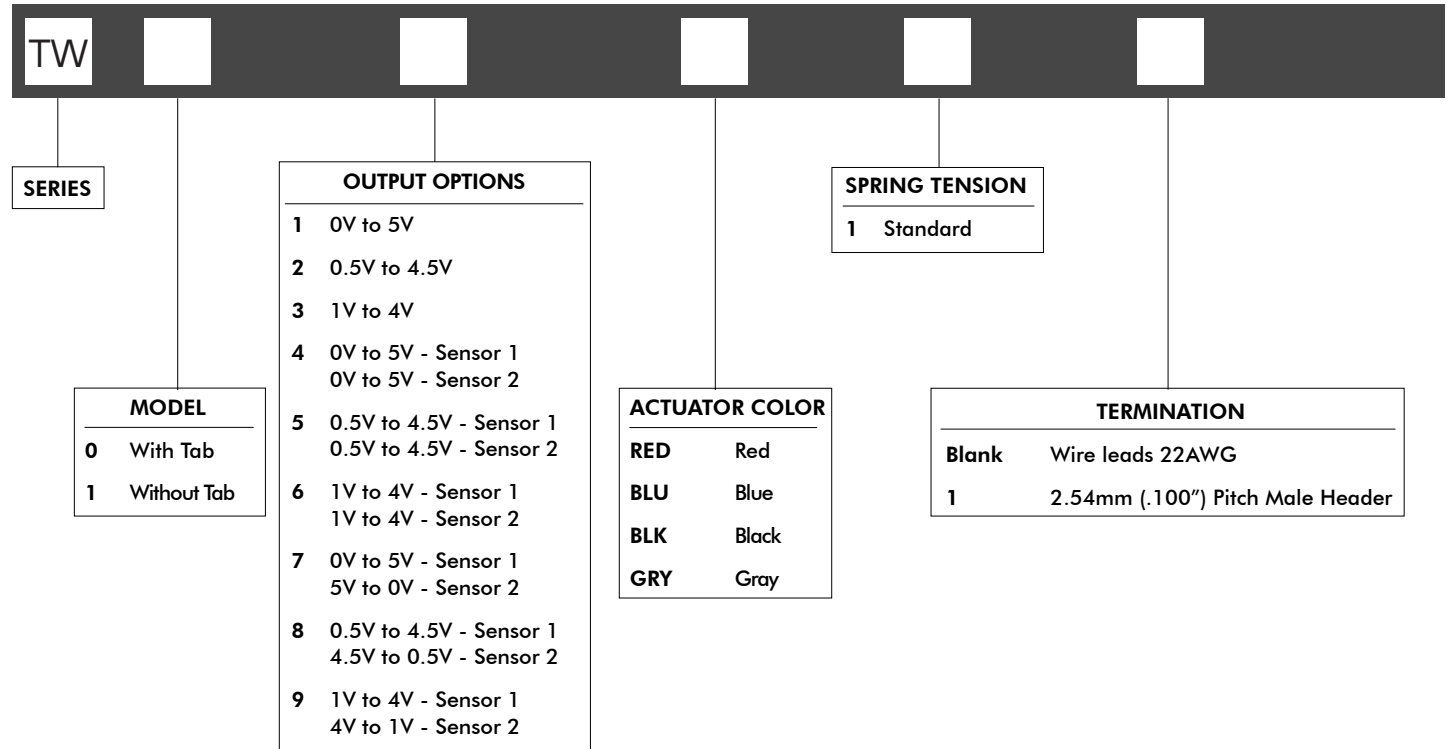 TW
SERIES
MODEL
0 With Tab
1 Without Tab
OUTPUT OPTIONS
1 0V to 5V
2 0.5V to 4.5V
3 1V to 4V
4 0V to 5V - Sensor 1
0V to 5V - Sensor 2
5 0.5V to 4.5V - Sensor 1
0.5V to 4.5V - Sensor 2
6 1V to 4V - Sensor 1
1V to 4V - Sensor 2
7 0V to 5V - Sensor 1
5V to 0V - Sensor 2
8 0.5V to 4.5V - Sensor 1
4.5V to 0.5V - Sensor 2
9 1V to 4V - Sensor 1
4V to 1V - Sensor 2
ACTUATOR COLOR
RED Red
BLU Blue
BLK Black
GRY Gray
SPRING TENSION
1 Standard
TERMINATION
Blank Wire leads 22AWG
1 2.54mm (.100”) Pitch Male Header